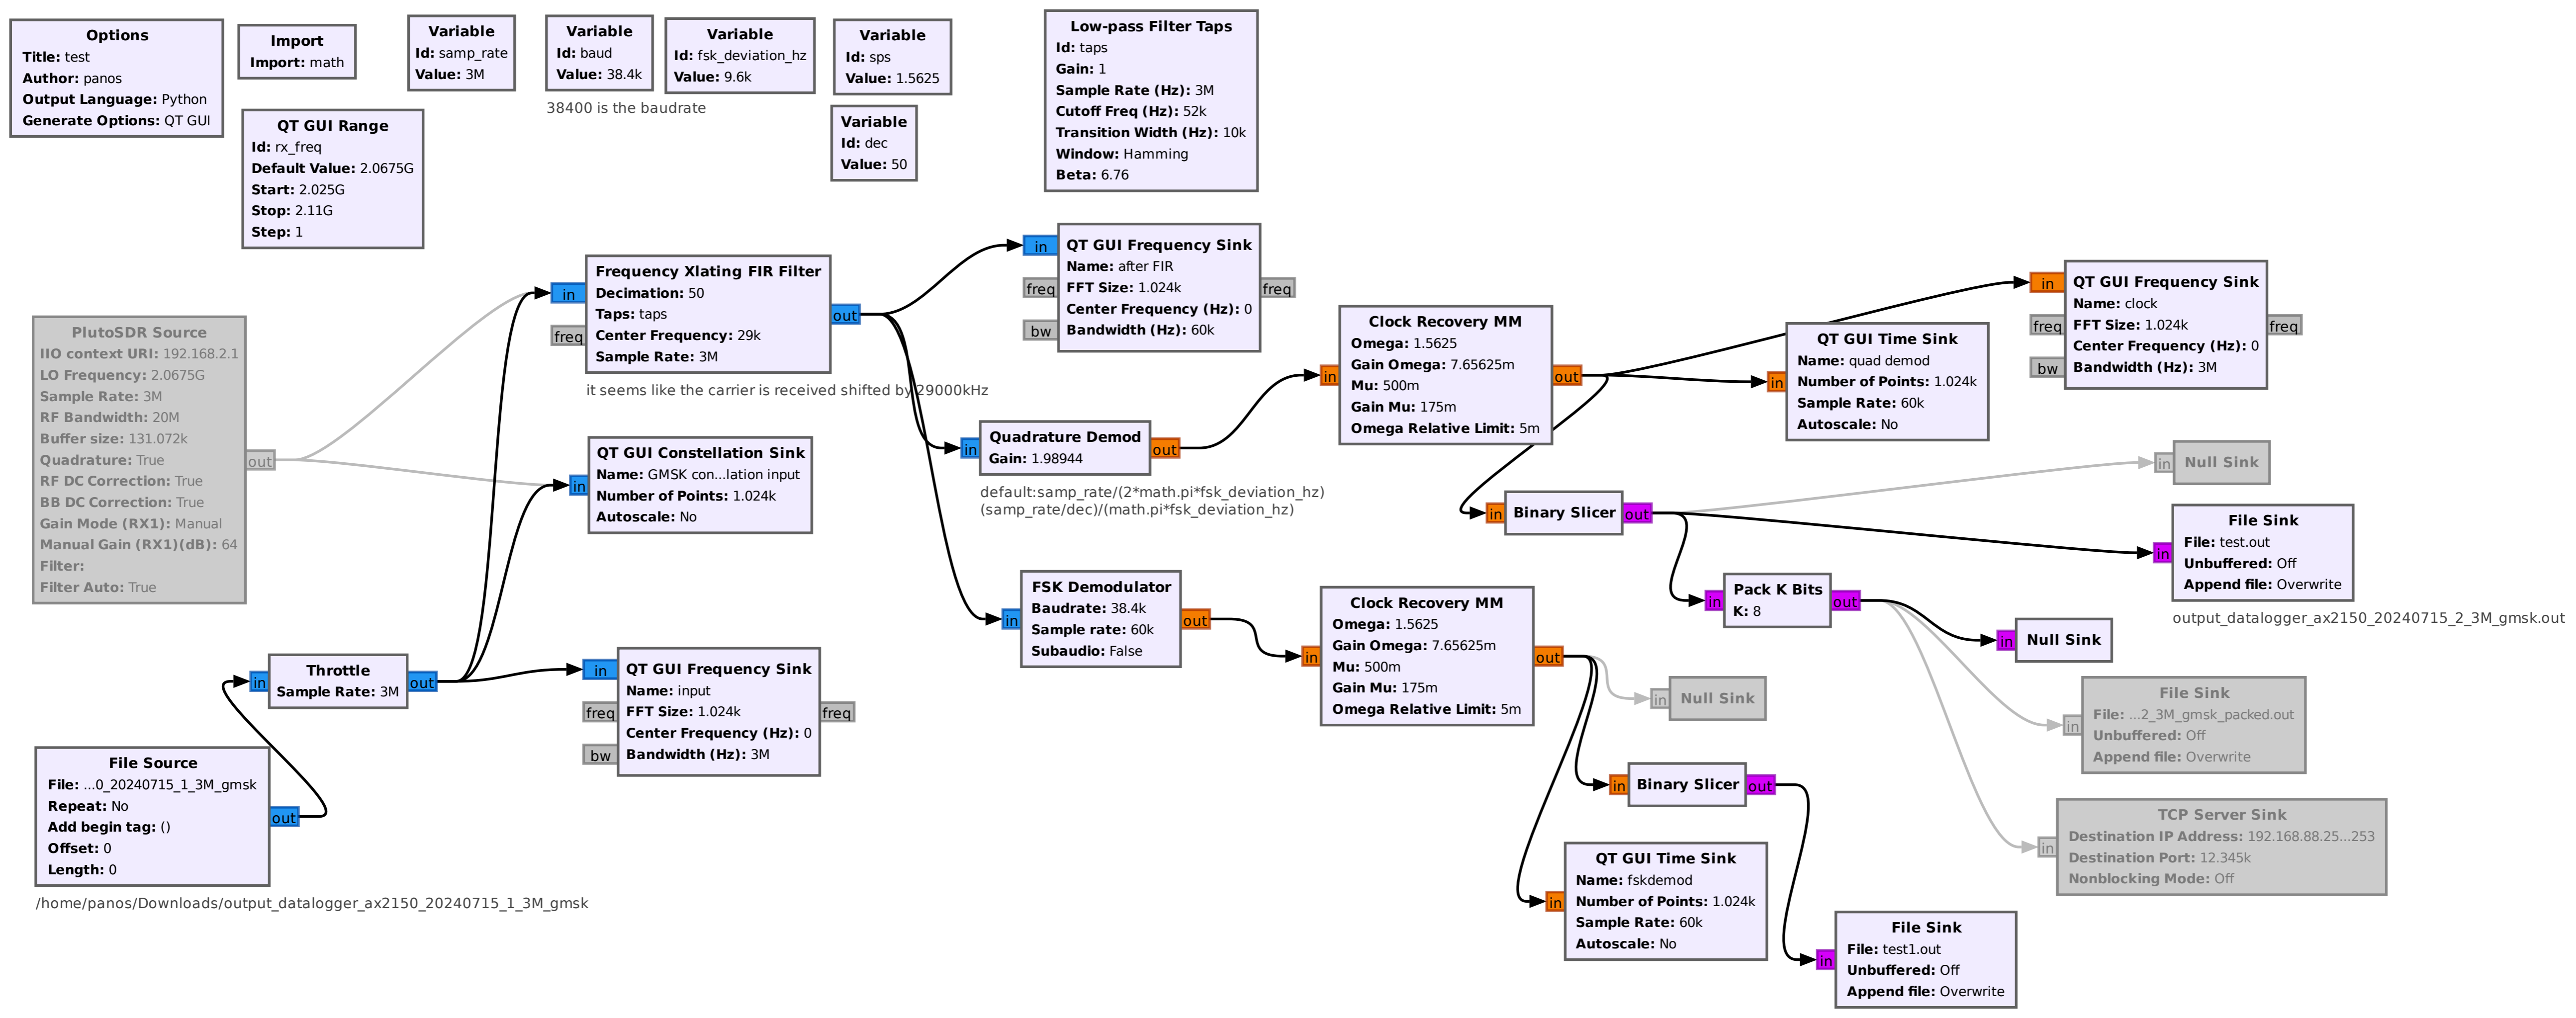 Options
Title: test
Author: panos
Output Language: Python
Generate Options: QT GUI
Import
Import: math
Variable
Id: samp_rate
Value: 3M
Variable
Id: baud
Value: 38.4k
38400 is the baudrate
Variable
Id: fsk_deviation_hz
Value: 9.6k
Variable
Id: sps
Value: 1.5625
Variable
Id: dec
Value: 50
Low-pass Filter Taps
Id: taps
Gain: 1
Sample Rate (Hz): 3M
Cutoff Freq (Hz): 52k
Transition Width (Hz): 10k
Window: Hamming
Beta: 6.76
QT GUI Range
Id: rx_freq
Default Value: 2.0675G
Start: 2.025G
Stop: 2.11G
Step: 1
PlutoSDR Source
IIO context URI: 192.168.2.1
LO Frequency: 2.0675G
Sample Rate: 3M
RF Bandwidth: 20M
Buffer size: 131.072k
Quadrature: True
RF DC Correction: True
BB DC Correction: True
Gain Mode (RX1): Manual
Manual Gain (RX1)(dB): 64
Filter:
Filter Auto: True
out
in
Throttle
Sample Rate: 3M
out
File Source
File: ...0_20240715_1_3M_gmsk
Repeat: No
Add begin tag: ()
Offset: 0
Length: 0
out
/home/panos/Downloads/output_datalogger_ax2150_20240715_1_3M_gmsk
in
freq
Frequency Xlating FIR Filter
Decimation: 50
Taps: taps
Center Frequency: 29k
Sample Rate: 3M
out
it seems like the carrier is received shifted by 29000kHz
in
QT GUI Constellation Sink
Name: GMSK con...lation input
Number of Points: 1.024k
Autoscale: No
in
freq
bw
QT GUI Frequency Sink
Name: input
FFT Size: 1.024k
Center Frequency (Hz): 0
Bandwidth (Hz): 3M
freq
in
freq
bw
QT GUI Frequency Sink
Name: after FIR
FFT Size: 1.024k
Center Frequency (Hz): 0
Bandwidth (Hz): 60k
freq
in
Quadrature Demod
Gain: 1.98944
out
default:samp_rate/(2*math.pi*fsk_deviation_hz)
(samp_rate/dec)/(math.pi*fsk_deviation_hz)
in
FSK Demodulator
Baudrate: 38.4k
Sample rate: 60k
Subaudio: False
out
in
Clock Recovery MM
Omega: 1.5625
Gain Omega: 7.65625m
Mu: 500m
Gain Mu: 175m
Omega Relative Limit: 5m
out
in
Clock Recovery MM
Omega: 1.5625
Gain Omega: 7.65625m
Mu: 500m
Gain Mu: 175m
Omega Relative Limit: 5m
out
in
QT GUI Time Sink
Name: quad demod
Number of Points: 1.024k
Sample Rate: 60k
Autoscale: No
in
freq
bw
QT GUI Frequency Sink
Name: clock
FFT Size: 1.024k
Center Frequency (Hz): 0
Bandwidth (Hz): 3M
freq
in
Binary Slicer
out
in
Null Sink
in
File Sink
File: test.out
Unbuffered: Off
Append file: Overwrite
output_datalogger_ax2150_20240715_2_3M_gmsk.out
in
Pack K Bits
K: 8
out
in
Null Sink
in
File Sink
File: ...2_3M_gmsk_packed.out
Unbuffered: Off
Append file: Overwrite
in
TCP Server Sink
Destination IP Address: 192.168.88.25...253
Destination Port: 12.345k
Nonblocking Mode: Off
in
Null Sink
in
Binary Slicer
out
in
QT GUI Time Sink
Name: fskdemod
Number of Points: 1.024k
Sample Rate: 60k
Autoscale: No
in
File Sink
File: test1.out
Unbuffered: Off
Append file: Overwrite